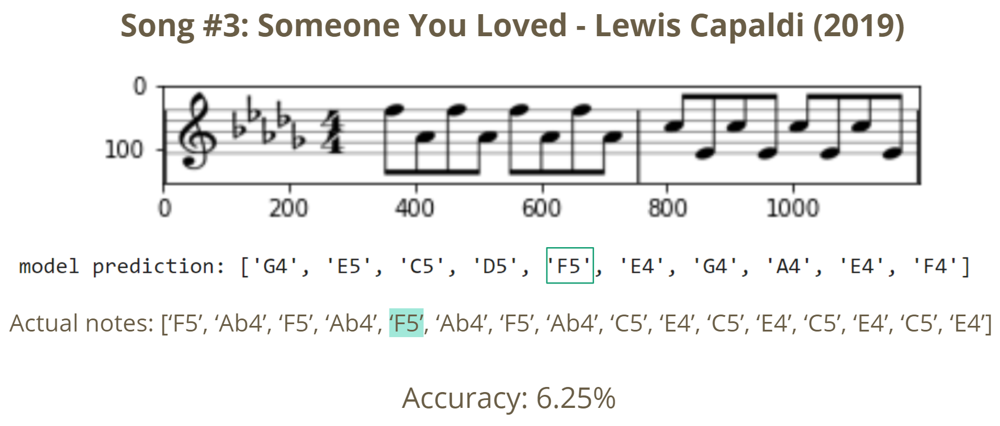 Song #3: Someone You Loved - Lewis Capaldi (2019)
0
100
0 200 400 600 800 1000
model prediction: ['G4', 'E5', 'C5', 'D5', 'F5', 'E4', 'G4', 'A4', 'E4', 'F4']
Actual notes: [‘F5’, ‘Ab4’, ‘F5’, ‘Ab4’, ‘F5’, ‘Ab4’, ‘F5’, ‘Ab4’, ‘C5’, ‘E4’, ‘C5’, ‘E4’, ‘C5’, ‘E4’, ‘C5’, ‘E4’]
Accuracy: 6.25%